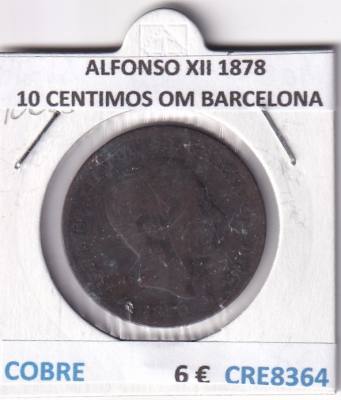 ALFONSO XII 1878
10 CENTIMOS OM BARCELONA
COBRE 6 € CRE8364